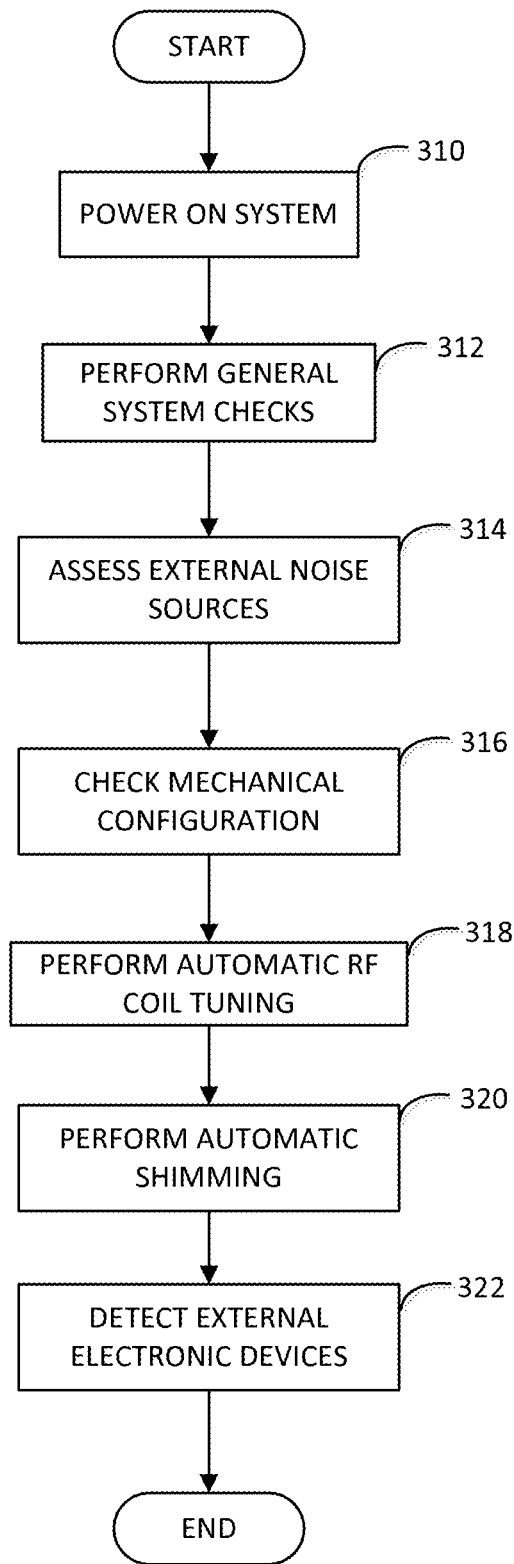 START
310
POWER ON SYSTEM
312
PERFORM GENERAL
SYSTEM CHECKS
314
ASSESS EXTERNAL NOISE
SOURCES
316
CHECK MECHANICAL
CONFIGURATION
318
PERFORM AUTOMATIC RF
COIL TUNING
320
PERFORM AUTOMATIC
SHIMMING
322
DETECT EXTERNAL
ELECTRONIC DEVICES
END